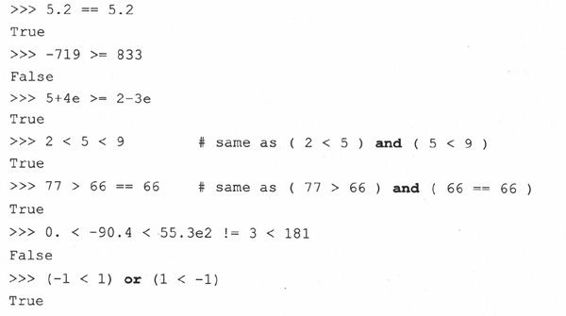 >>> 5.2 == 5.2
True
>>> -719 >= 833
False
>>> 5+4e >= 2-3e
True
>>> 2 < 5 < 9 # same as ( 2 < 5 ) and ( 5 < 9 )
True
>>> 77 > 66 == 66 # same as ( 77 > 66 ) and ( 66 == 66 )
True
>>> 0. < -90.4 < 55.3e2 != 3 < 181
False
>>> (-1 < 1) or (1 < -1)
True